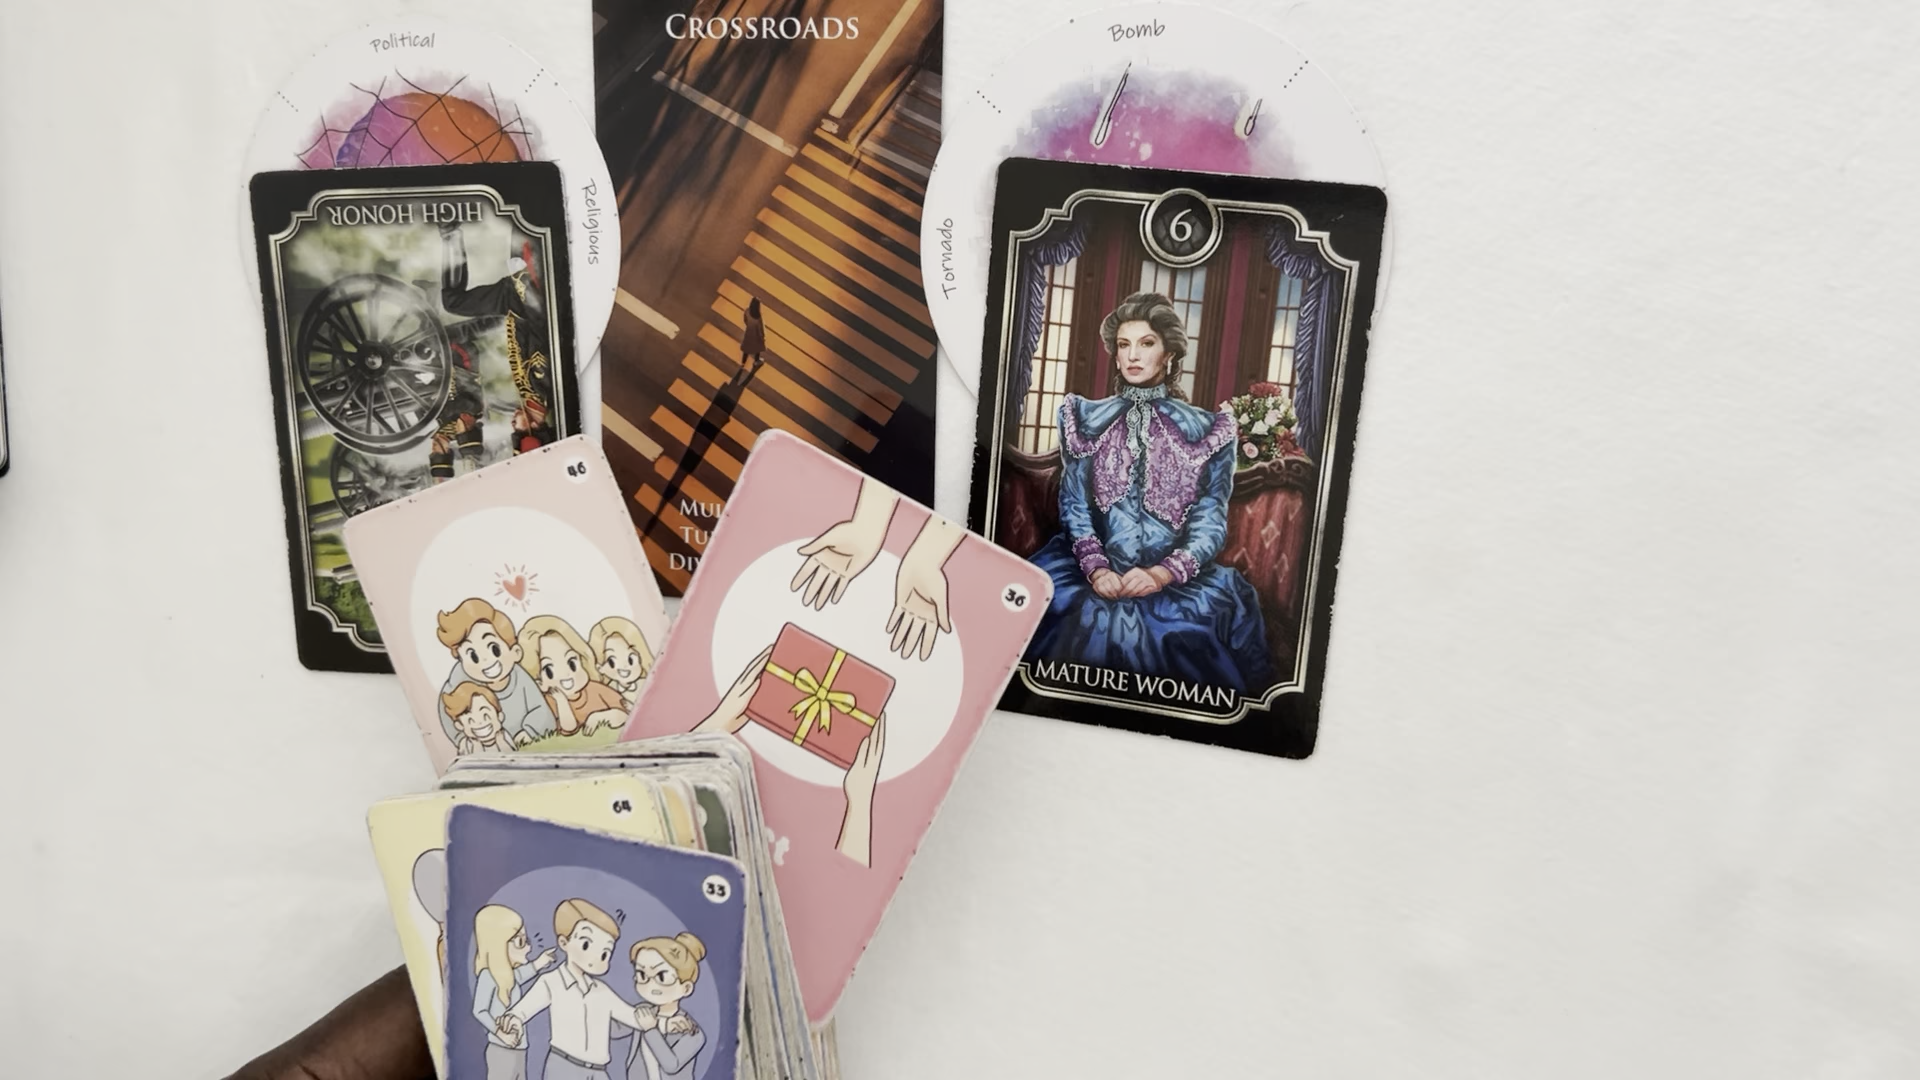 Political
Religious
HIGH HONOR
CROSSROADS
Bomb
Tornado
6
MATURE WOMAN
46
36
64
33